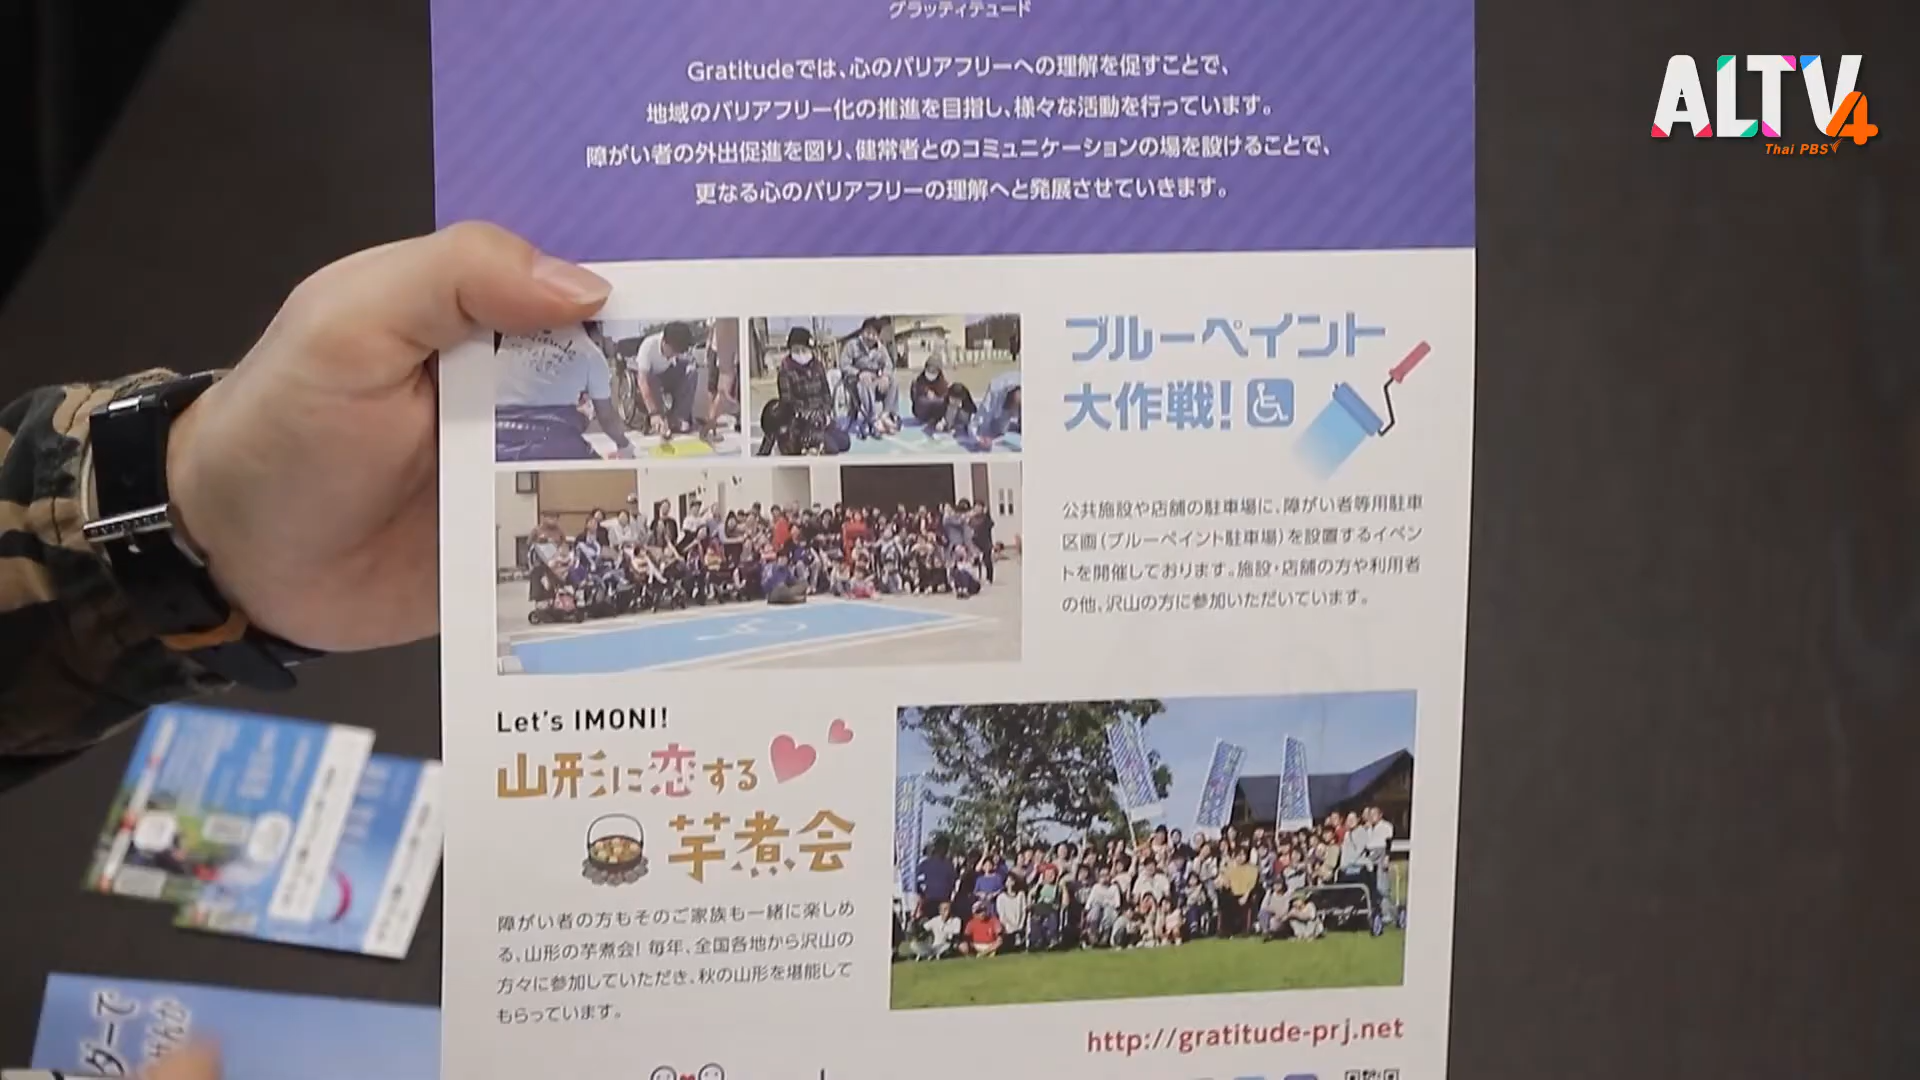 グラッティテュード
Gratitudeでは、心のバリアフリーへの理解を促すことで、
地域のバリアフリー化の推進を目指し、様々な活動を行っています。
障がい者の外出促進を図り、健常者とのコミュニケーションの場を設けることで、
更なる心のバリアフリーの理解へと発展させていきます。
ALTV4
Thai PBS
ブルーペイント
大作戦!
公共施設や店舗の駐車場に、障がい者等用駐車
区画(ブルーペイント駐車場)を設置するイベン
トを開催しております。施設・店舗の方や利用者
の他、沢山の方に参加いただいています。
Let's IMONI!
山形に恋する
芋煮会
障がい者の方もそのご家族も一緒に楽しめ
る、山形の芋煮会! 毎年、全国各地から沢山の
方々に参加していただき、秋の山形を堪能して
もらっています。
http://gratitude-prj.net
BVLGARI